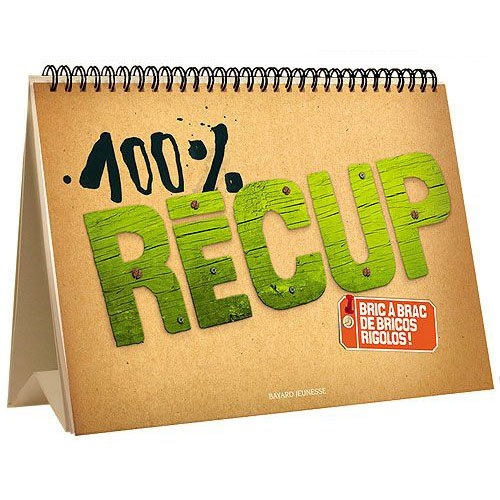 100%
RÉCUP
BRIC À BRAC
DE BRICOS
RIGOLOS!
BAYARD JEUNESSE